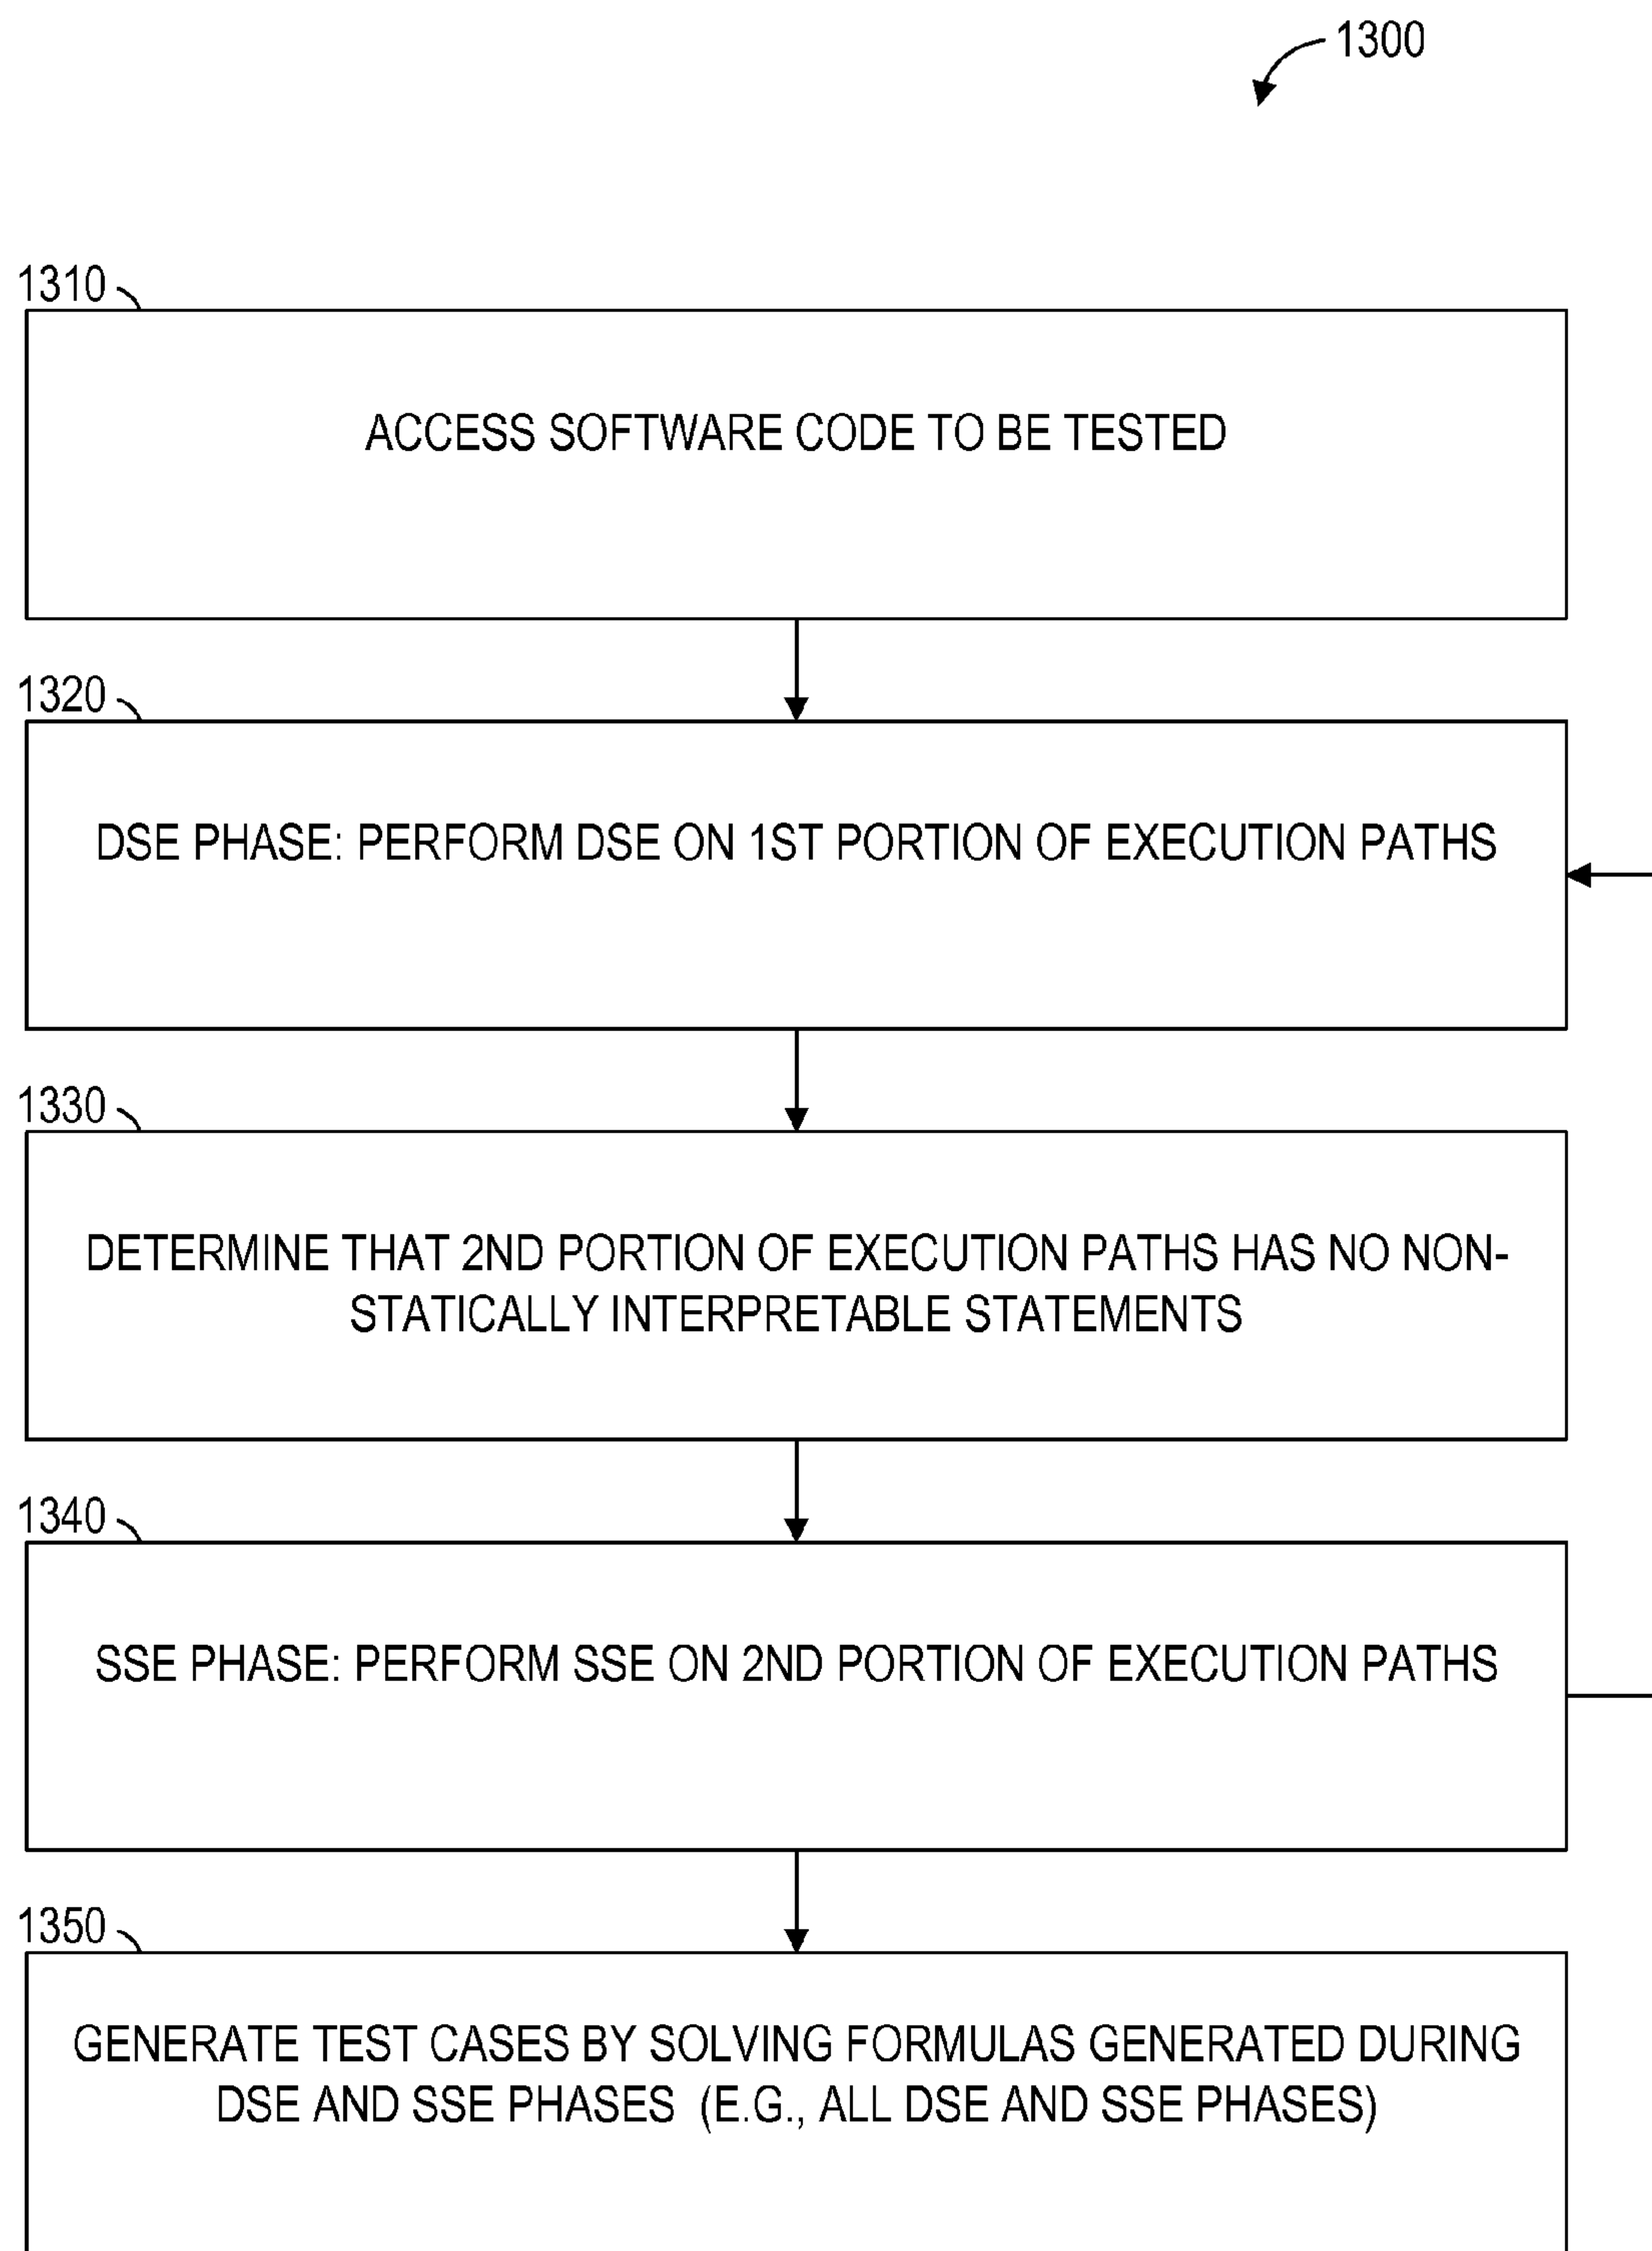 1300
1310
ACCESS SOFTWARE CODE TO BE TESTED
1320
DSE PHASE: PERFORM DSE ON 1ST PORTION OF EXECUTION PATHS
1330
DETERMINE THAT 2ND PORTION OF EXECUTION PATHS HAS NO NON-
STATICALLY INTERPRETABLE STATEMENTS
1340
SSE PHASE: PERFORM SSE ON 2ND PORTION OF EXECUTION PATHS
1350
GENERATE TEST CASES BY SOLVING FORMULAS GENERATED DURING
DSE AND SSE PHASES (E.G., ALL DSE AND SSE PHASES)